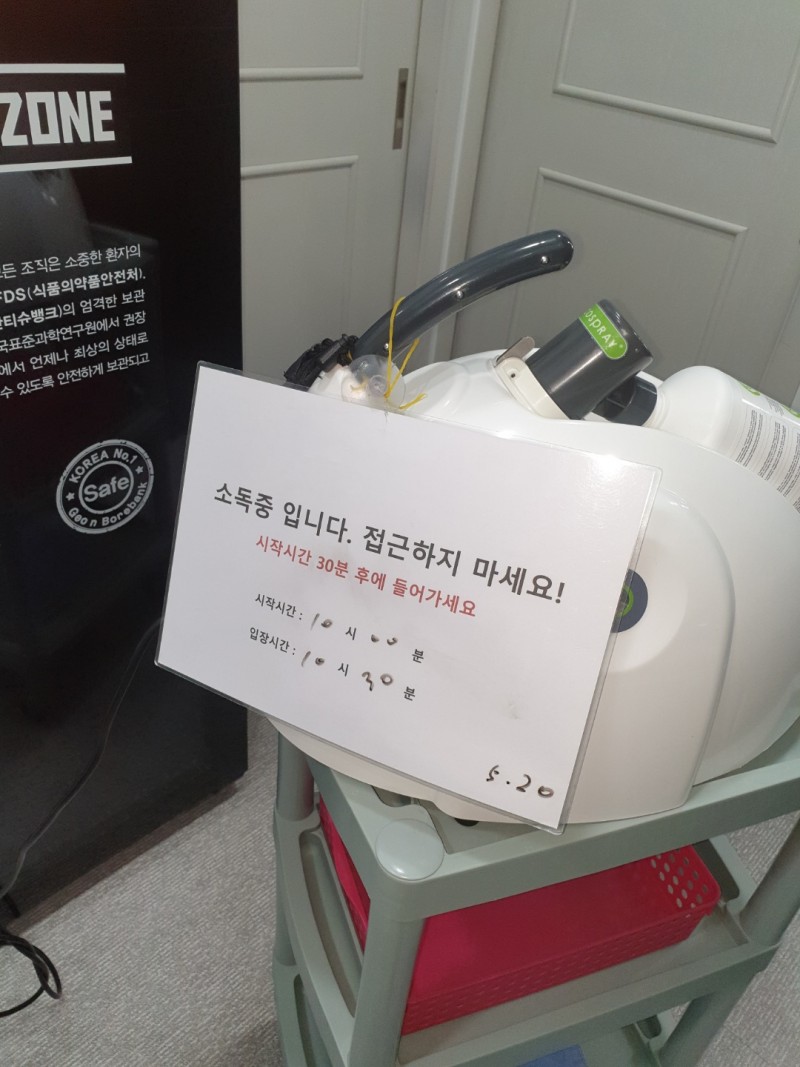 ZONE
모든 조직은 소중한 환자의
FDS(식품의약품안전처).
티슈뱅크)의 엄격한 보관
국표준과학연구원에서 권장
에서 언제나 최상의 상태로
수 있도록 안전하게 보관되고
KOREA No.1
Safe
Geo n Borebank
SPRAY
소독중 입니다. 접근하지 마세요!
시작시간 30분 후에 들어가세요
시작시간 : 10 시 00 분
입장시간 : 10 시 30 분
5.20